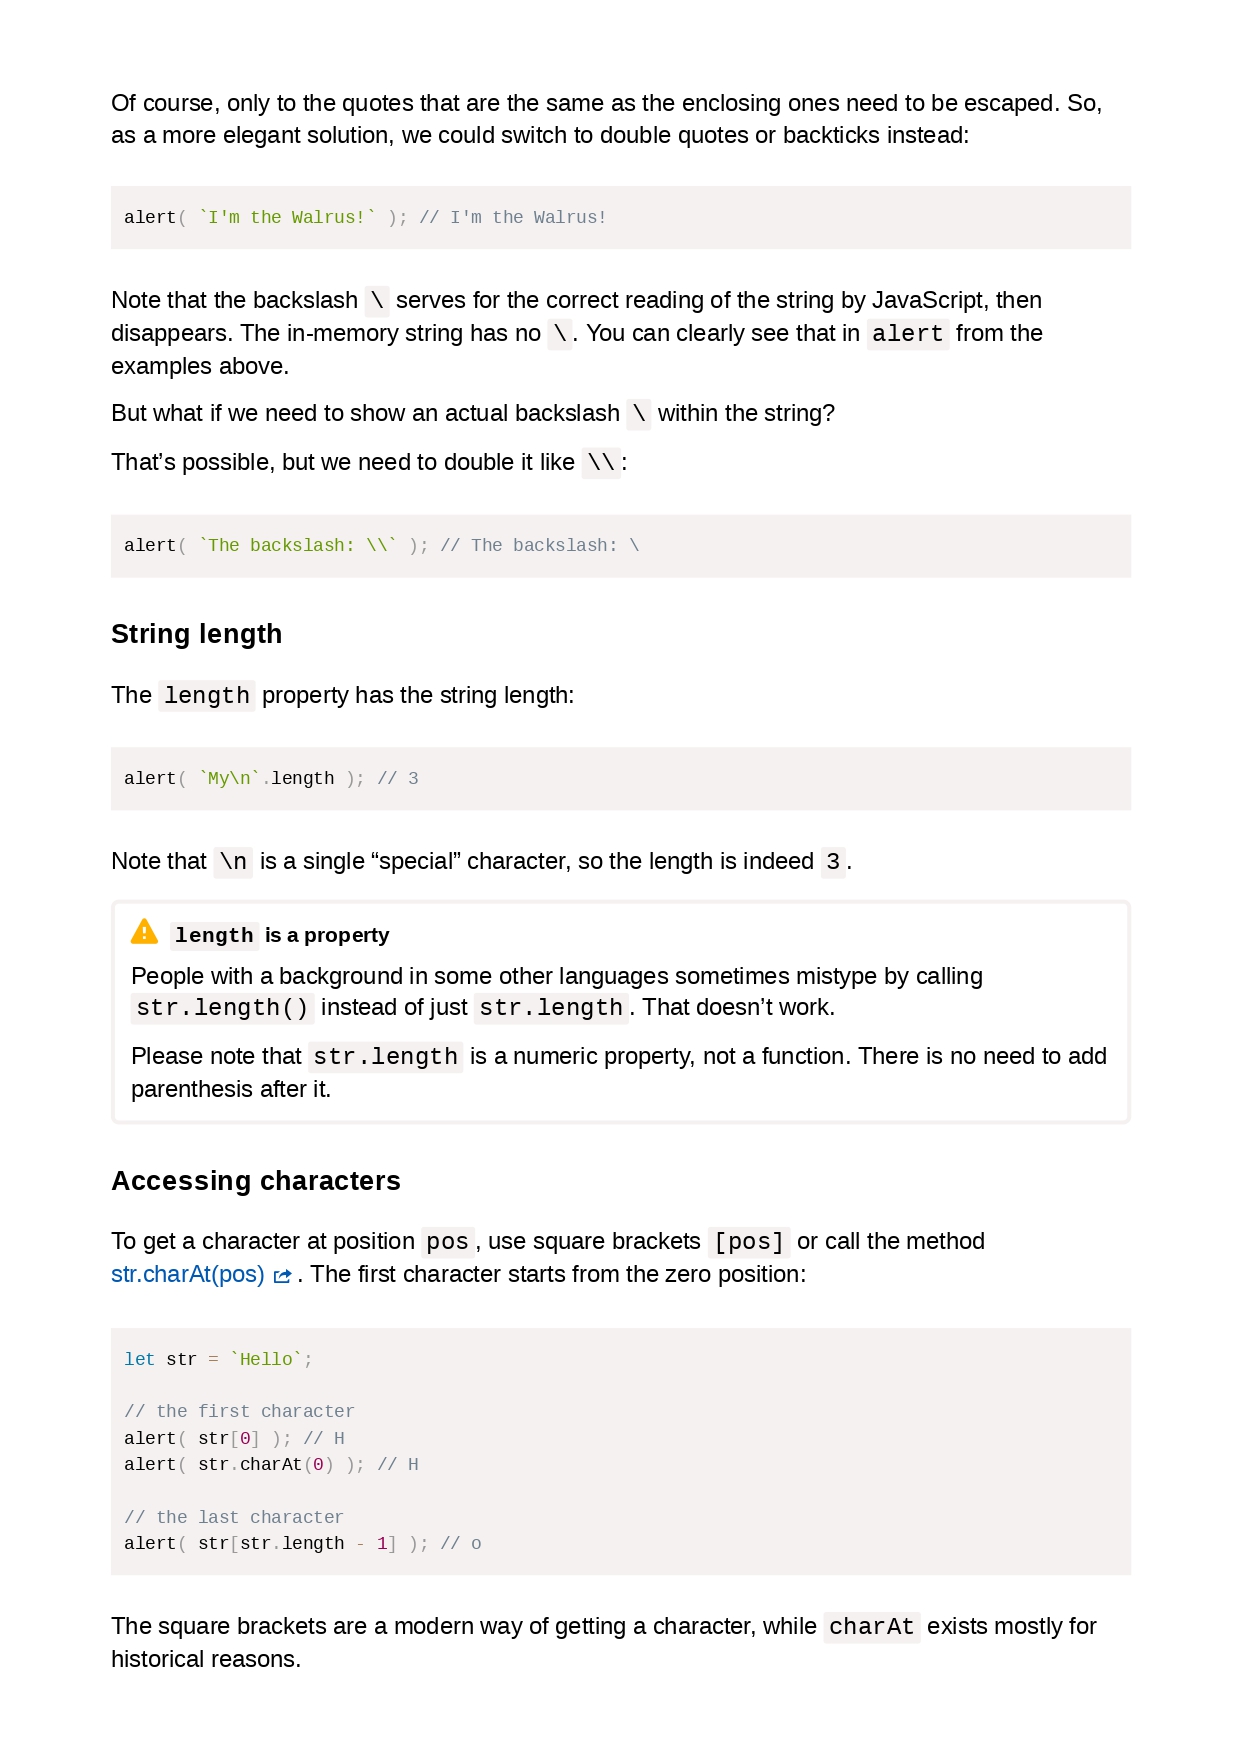 Of course, only to the quotes that are the same as the enclosing ones need to be escaped. So,
as a more elegant solution, we could switch to double quotes or backticks instead:
alert( `I'm the Walrus!` ); // I'm the Walrus!
Note that the backslash \ serves for the correct reading of the string by JavaScript, then
disappears. The in-memory string has no \. You can clearly see that in alert from the
examples above.
But what if we need to show an actual backslash \ within the string?
That’s possible, but we need to double it like \\:
alert( `The backslash: \\` ); // The backslash: \
String length
The length property has the string length:
alert( `My\n`.length ); // 3
Note that \n is a single “special” character, so the length is indeed 3.
length is a property
People with a background in some other languages sometimes mistype by calling
str.length() instead of just str.length. That doesn’t work.
Please note that str.length is a numeric property, not a function. There is no need to add
parenthesis after it.
Accessing characters
To get a character at position pos, use square brackets [pos] or call the method
str.charAt(pos) . The first character starts from the zero position:
let str = `Hello`;
// the first character
alert( str[0] ); // H
alert( str.charAt(0) ); // H
// the last character
alert( str[str.length - 1] ); // o
The square brackets are a modern way of getting a character, while charAt exists mostly for
historical reasons.